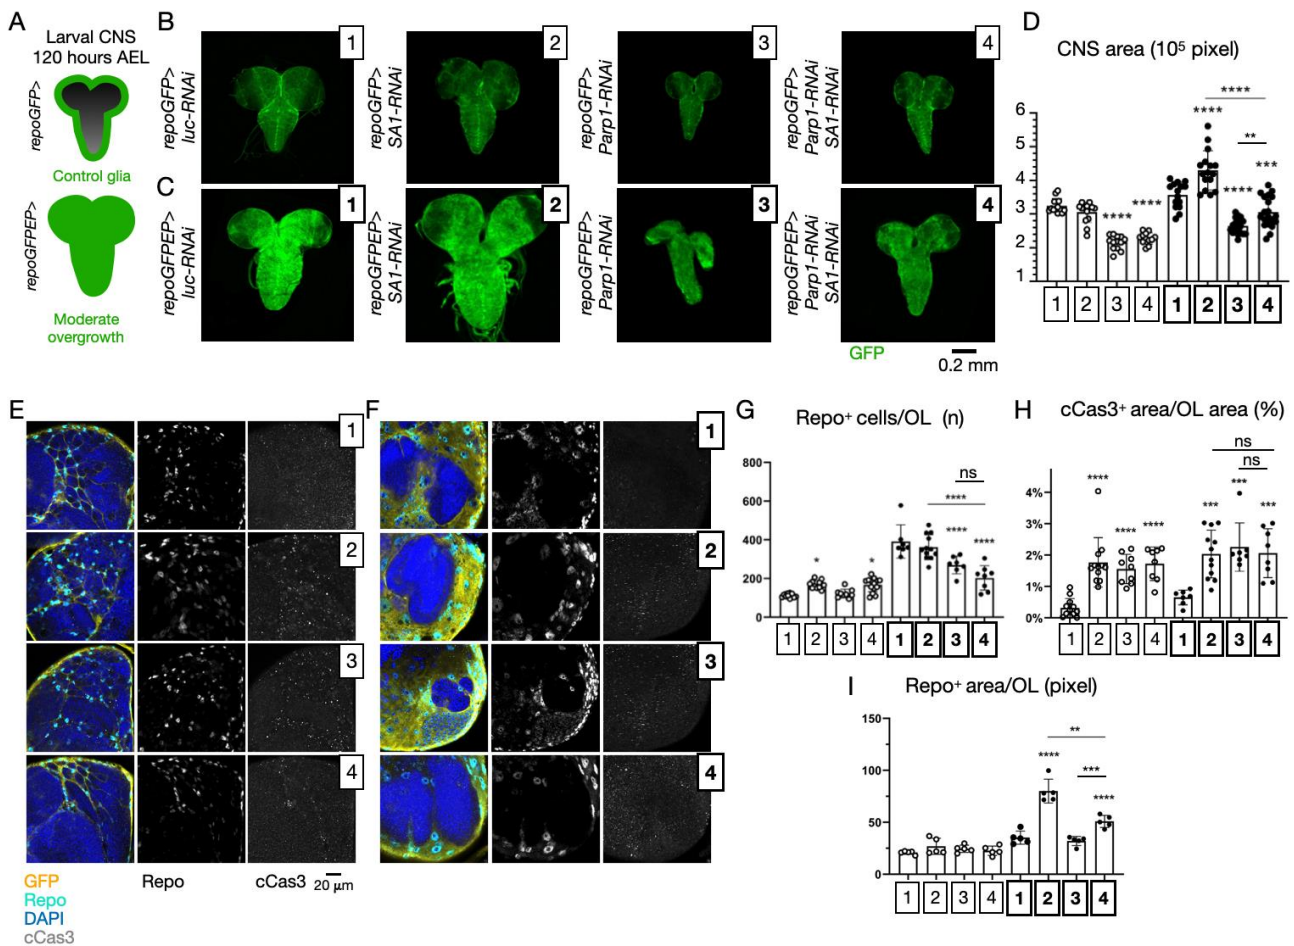 A
Larval CNS
120 hours AEL
repoGFP>
Control glia
repoGFPEP>
Moderate
overgrowth
B
repoGFP>
luc-RNAi
1
repoGFP>
SA1-RNAi
2
repoGFP>
Parp1-RNAi
3
repoGFP>
Parp1-RNAi
SA1-RNAi
4
C
repoGFPEP>
luc-RNAi
1
repoGFPEP>
SA1-RNAi
2
repoGFPEP>
Parp1-RNAi
3
repoGFPEP>
Parp1-RNAi
SA1-RNAi
4
GFP
0.2 mm
D
CNS area (10⁵ pixel)
****
****
**
***
****
****
****
6
5
4
3
2
1
1 2 3 4 1 2 3 4
E
1
2
3
4
GFP
Repo
DAPI
cCas3
Repo
cCas3
20 µm
F
1
2
3
4
G
Repo⁺ cells/OL (n)
800
600
400
200
0
*
*
ns
****
****
****
1 2 3 4 1 2 3 4
H
cCas3⁺ area/OL area (%)
4%
3%
2%
1%
0%
****
****
****
ns
ns
***
***
***
1 2 3 4 1 2 3 4
I
Repo⁺ area/OL (pixel)
150
100
50
0
**
****
***
****
1 2 3 4 1 2 3 4